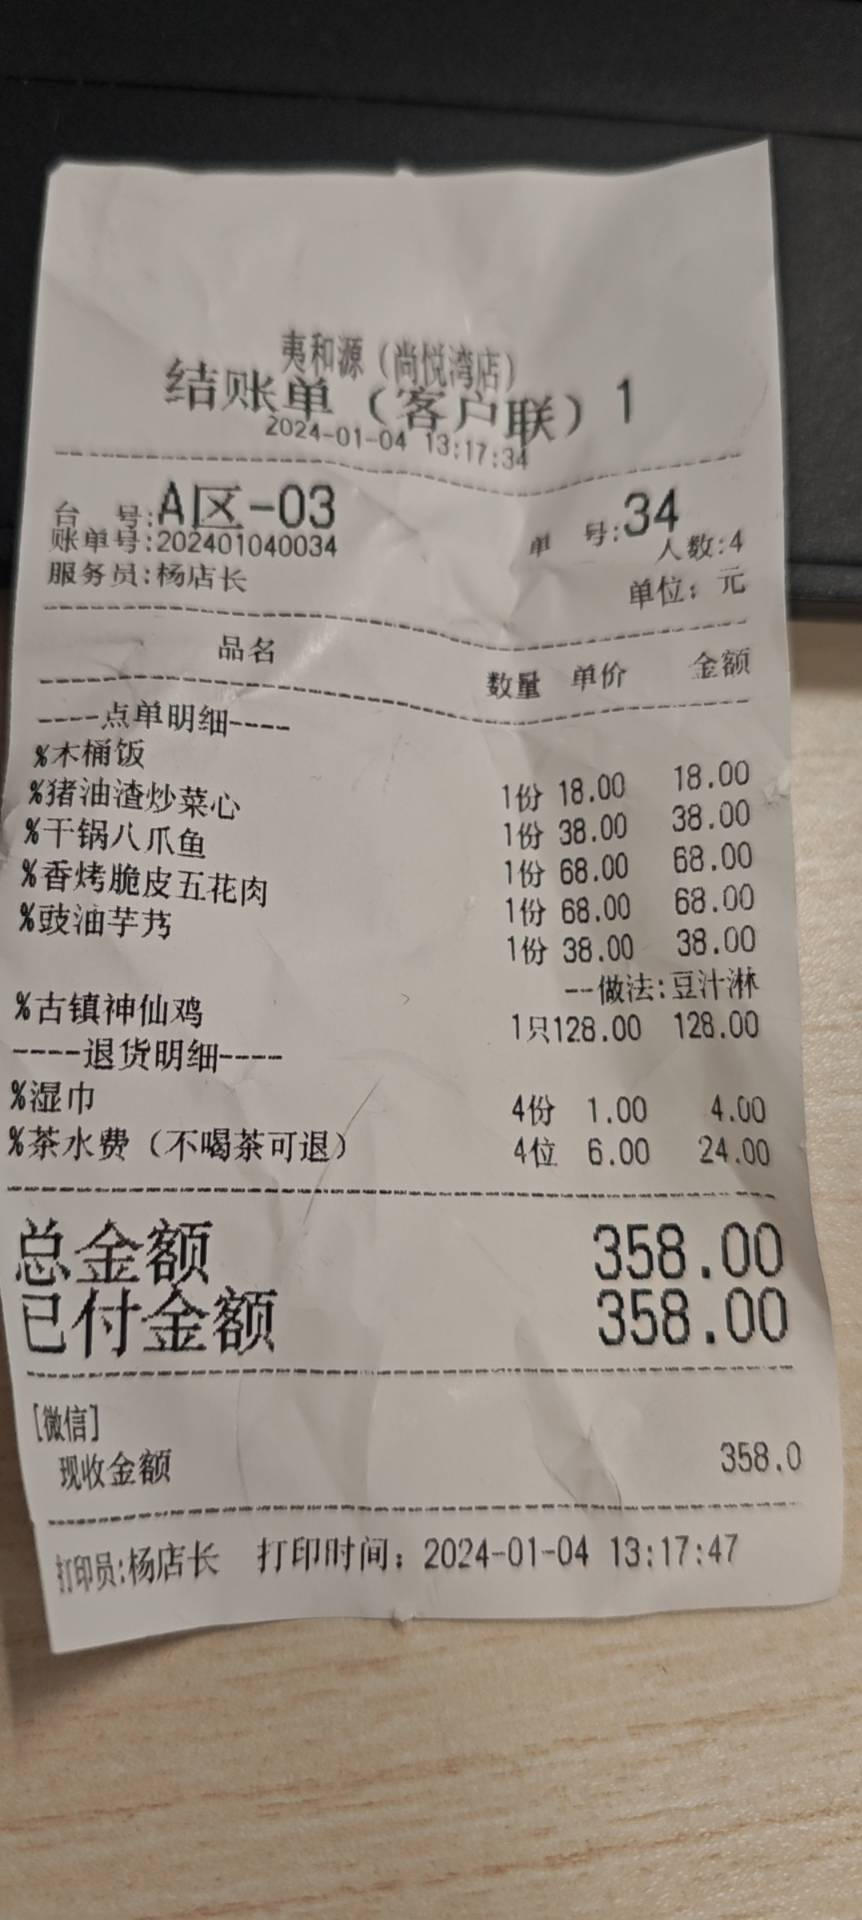 夷和源（尚悦湾店）
结账单（客户联）1
2024-01-04 13:17:34
台 号:A区-03 单 号:34
账单号:202401040034 人数:4
服务员:杨店长 单位：元
品名 数量 单价 金额
----点单明细----
%木桶饭 1份 18.00 18.00
%猪油渣炒菜心 1份 38.00 38.00
%干锅八爪鱼 1份 68.00 68.00
%香烤脆皮五花肉 1份 68.00 68.00
%豉油芋艿 1份 38.00 38.00
--做法:豆汁淋
%古镇神仙鸡 1只128.00 128.00
----退货明细----
%湿巾 4份 1.00 4.00
%茶水费（不喝茶可退） 4位 6.00 24.00
总金额 358.00
已付金额 358.00
[微信]
现收金额 358.0
打印员:杨店长 打印时间：2024-01-04 13:17:47